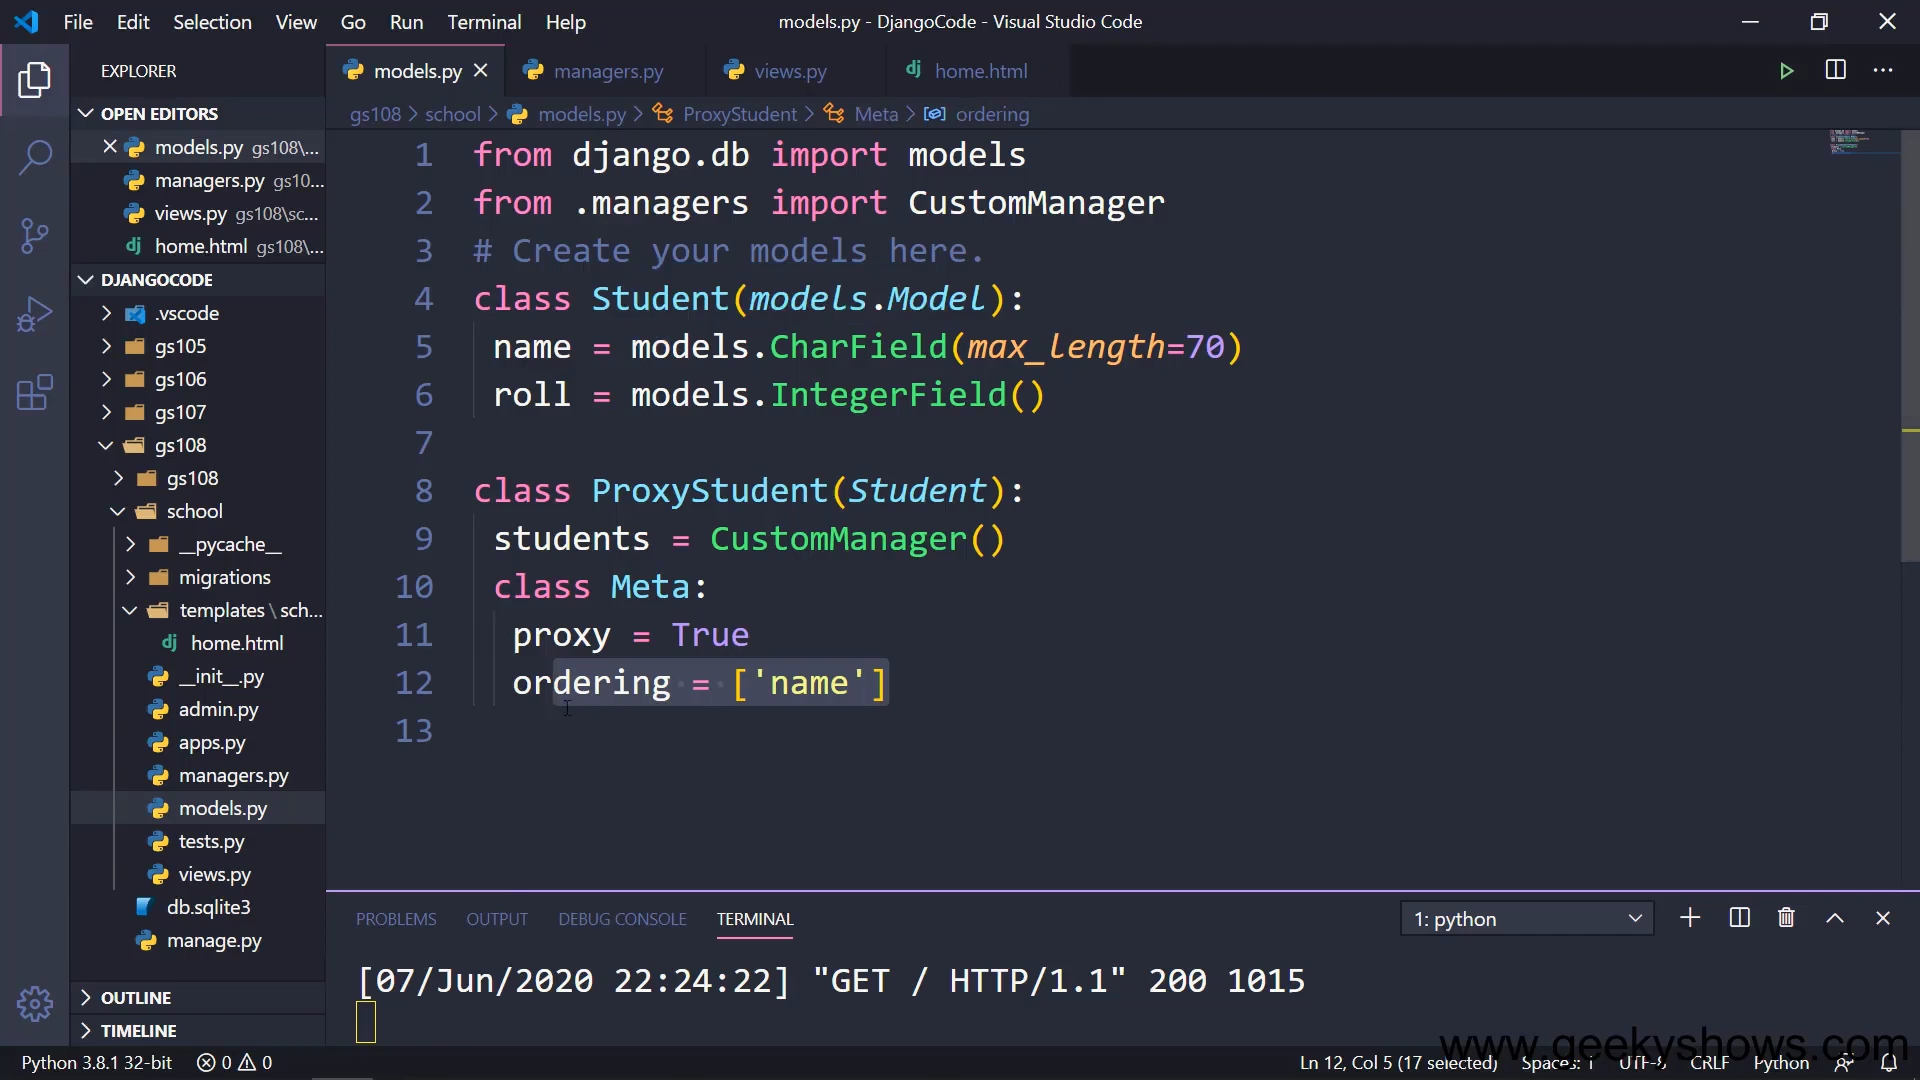 File Edit Selection View Go Run Terminal Help
models.py - DjangoCode - Visual Studio Code
EXPLORER
OPEN EDITORS
models.py gs108\...
managers.py gs10...
views.py gs108\sc...
home.html gs108\...
DJANGOCODE
.vscode
gs105
gs106
gs107
gs108
gs108
school
__pycache__
migrations
templates \ sch...
home.html
__init__.py
admin.py
apps.py
managers.py
models.py
tests.py
views.py
db.sqlite3
manage.py
OUTLINE
TIMELINE
models.py managers.py views.py home.html
gs108 > school > models.py > ProxyStudent > Meta > ordering
1 from django.db import models
2 from .managers import CustomManager
3 # Create your models here.
4 class Student(models.Model):
5 name = models.CharField(max_length=70)
6 roll = models.IntegerField()
7
8 class ProxyStudent(Student):
9 students = CustomManager()
10 class Meta:
11 proxy = True
12 ordering = ['name']
13
PROBLEMS OUTPUT DEBUG CONSOLE TERMINAL
1: python
[07/Jun/2020 22:24:22] "GET / HTTP/1.1" 200 1015
www.geekyshows.com
Python 3.8.1 32-bit 0 0 Ln 12, Col 5 (17 selected) Spaces: 1 UTF-8 CRLF Python